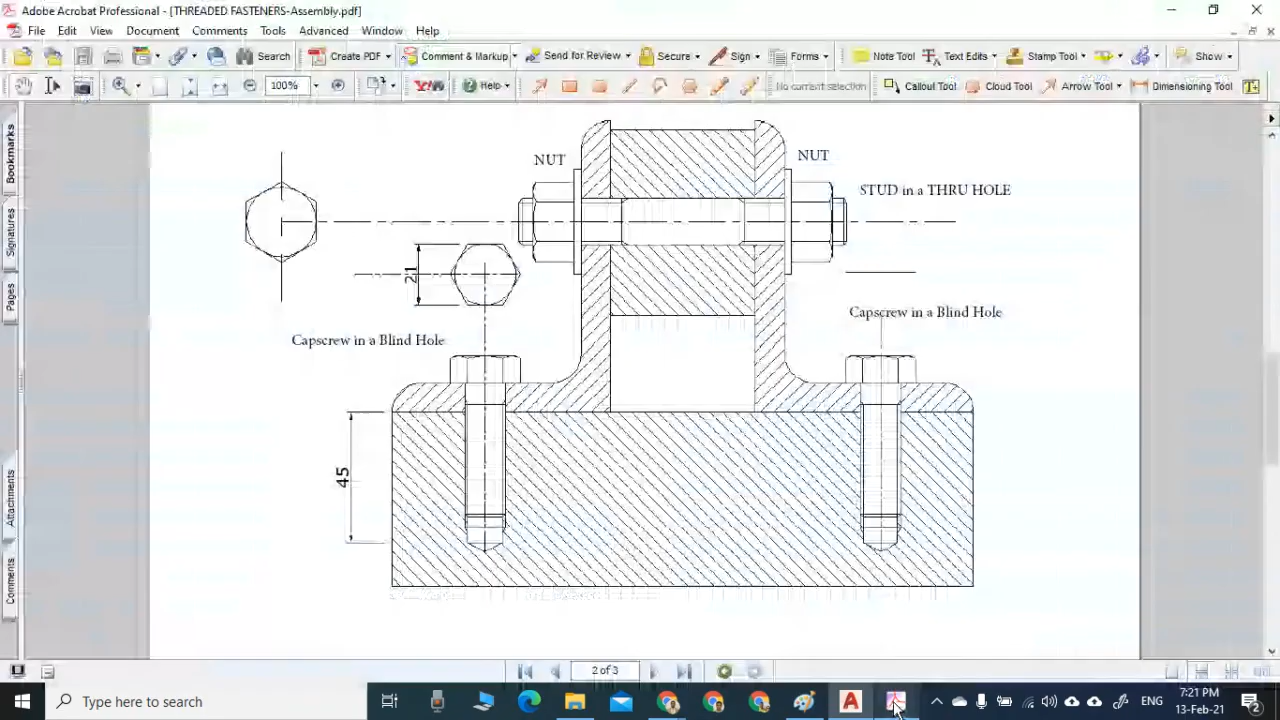 Adobe Acrobat Professional - [THREADED FASTENERS-Assembly.pdf]
File Edit View Document Comments Tools Advanced Window Help
Search Create PDF Comment & Markup Send for Review Secure Sign Forms Note Tool Text Edits Stamp Tool Show
100% Y! Help No current selection Callout Tool Cloud Tool Arrow Tool Dimensioning Tool T
Bookmarks
Signatures
Pages
Attachments
Comments
NUT
NUT
STUD in a THRU HOLE
21
Capscrew in a Blind Hole
Capscrew in a Blind Hole
45
2 of 3
Type here to search
A
ENG
7:21 PM
13-Feb-21
2